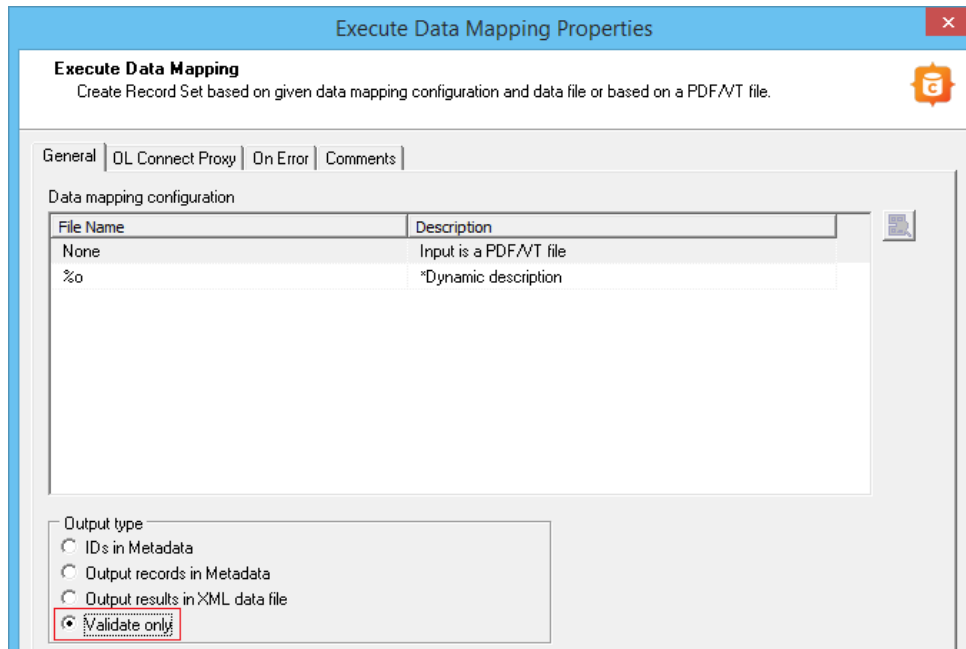 Execute Data Mapping Properties
Execute Data Mapping
Create Record Set based on given data mapping configuration and data file or based on a PDF/VT file.
General OL Connect Proxy On Error Comments
Data mapping configuration
File Name Description
None Input is a PDF/VT file
%o *Dynamic description
Output type
IDs in Metadata
Output records in Metadata
Output results in XML data file
Validate only